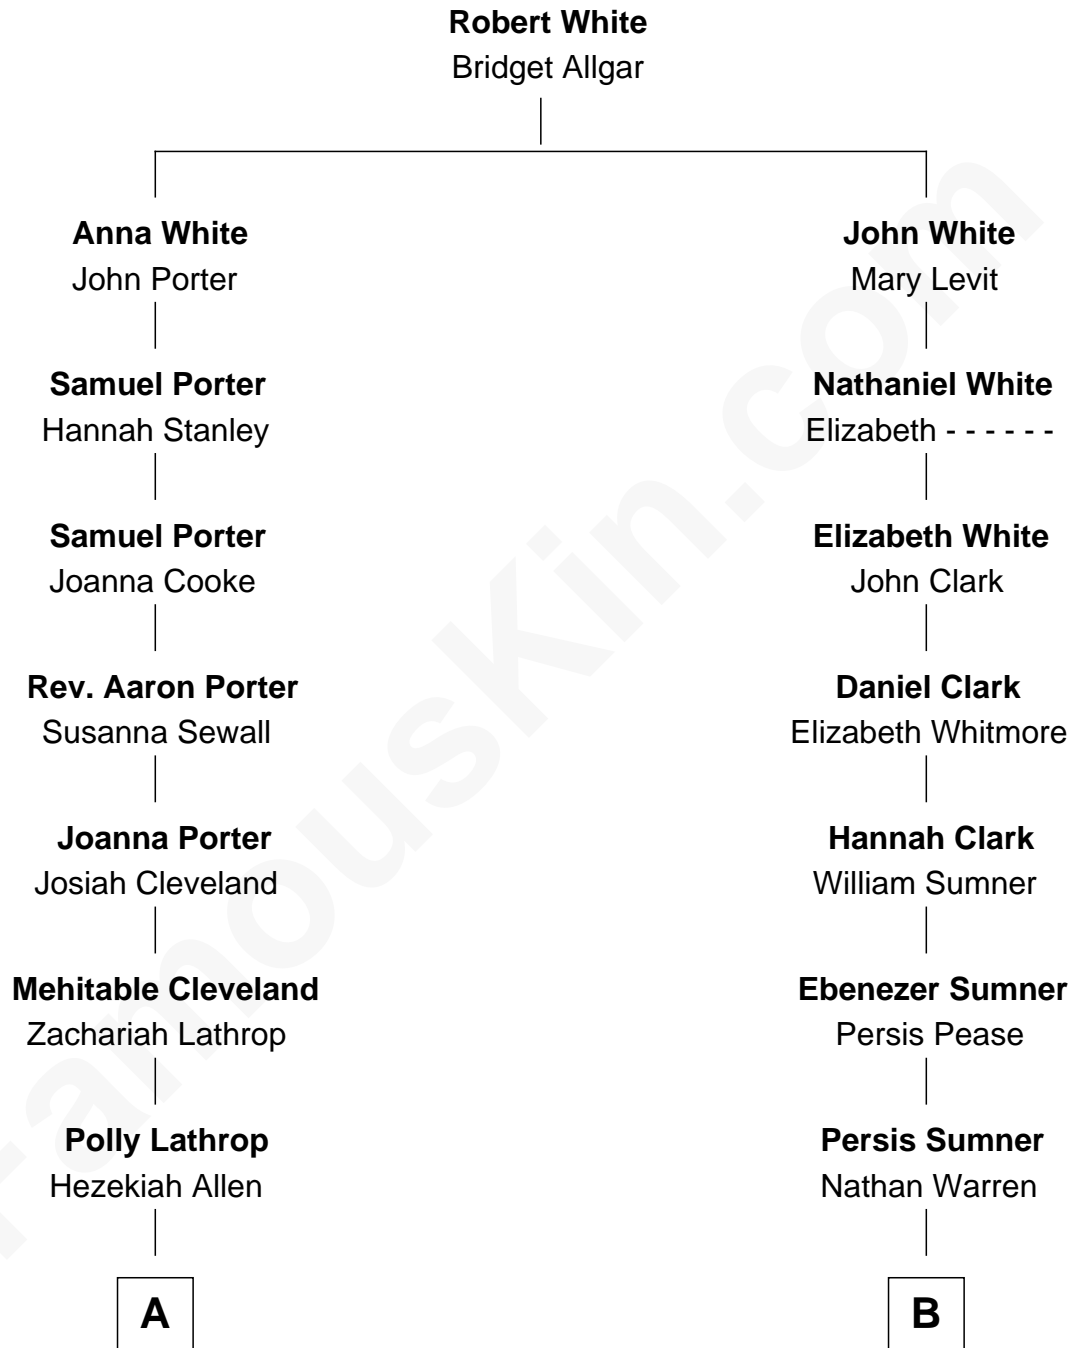 Robert White
Bridget Allgar
Anna White
John Porter
John White
Mary Levit
Samuel Porter
Hannah Stanley
Nathaniel White
Elizabeth - - - - - -
Samuel Porter
Joanna Cooke
Elizabeth White
John Clark
Rev. Aaron Porter
Susanna Sewall
Daniel Clark
Elizabeth Whitmore
Joanna Porter
Josiah Cleveland
Hannah Clark
William Sumner
Mehitable Cleveland
Zachariah Lathrop
Ebenezer Sumner
Persis Pease
Polly Lathrop
Hezekiah Allen
Persis Sumner
Nathan Warren
A
B
FamousKin.com